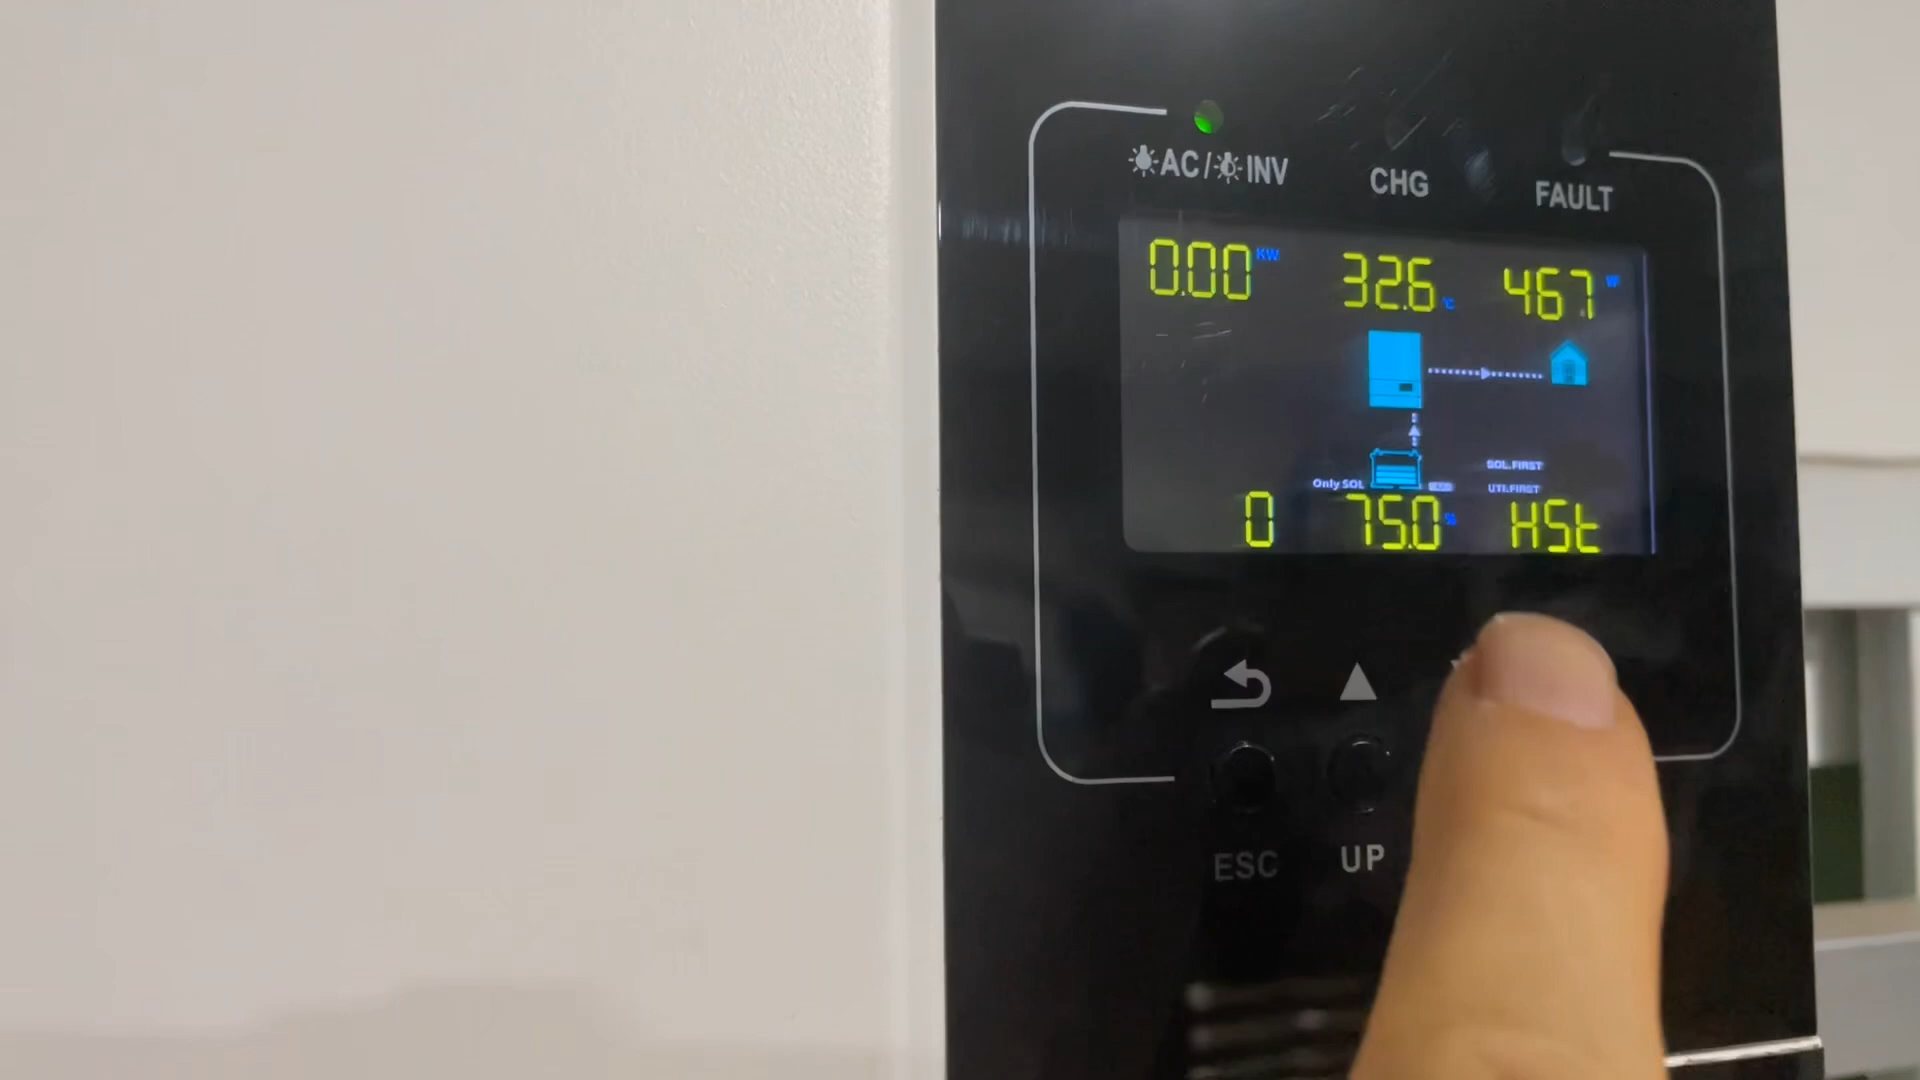 AC/ INV
CHG
FAULT
0.00 KW
32.6 °C
467 W
SOL.FIRST
Only SOL
UTI.FIRST
0
75.0 %
HSt
ESC
UP